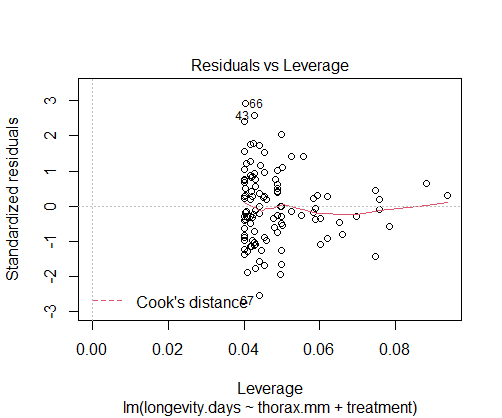 Residuals vs Leverage
Standardized residuals
3
2
1
0
-1
-2
-3
66
43
67
Cook's distance
0.00 0.02 0.04 0.06 0.08
Leverage
lm(longevity.days ~ thorax.mm + treatment)